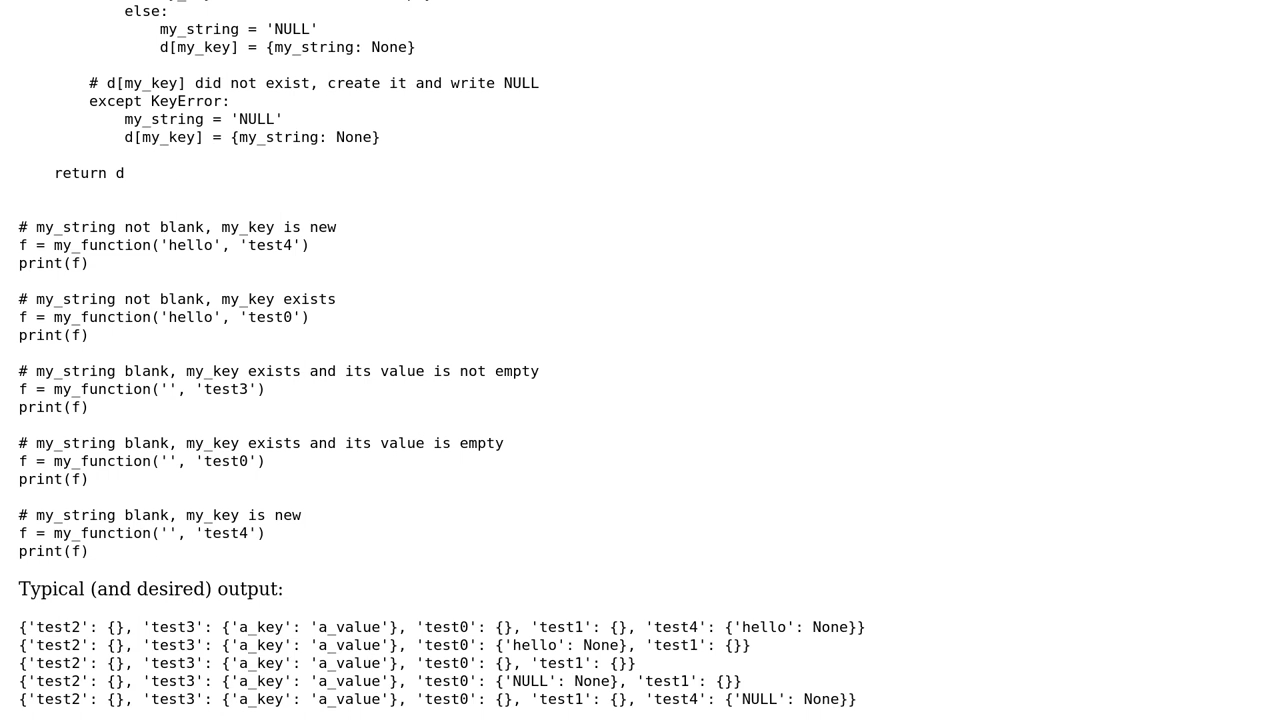 else:
                my_string = 'NULL'
                d[my_key] = {my_string: None}

        # d[my_key] did not exist, create it and write NULL
        except KeyError:
            my_string = 'NULL'
            d[my_key] = {my_string: None}

    return d


# my_string not blank, my_key is new
f = my_function('hello', 'test4')
print(f)

# my_string not blank, my_key exists
f = my_function('hello', 'test0')
print(f)

# my_string blank, my_key exists and its value is not empty
f = my_function('', 'test3')
print(f)

# my_string blank, my_key exists and its value is empty
f = my_function('', 'test0')
print(f)

# my_string blank, my_key is new
f = my_function('', 'test4')
print(f)

Typical (and desired) output:

{'test2': {}, 'test3': {'a_key': 'a_value'}, 'test0': {}, 'test1': {}, 'test4': {'hello': None}}
{'test2': {}, 'test3': {'a_key': 'a_value'}, 'test0': {'hello': None}, 'test1': {}}
{'test2': {}, 'test3': {'a_key': 'a_value'}, 'test0': {}, 'test1': {}}
{'test2': {}, 'test3': {'a_key': 'a_value'}, 'test0': {'NULL': None}, 'test1': {}}
{'test2': {}, 'test3': {'a_key': 'a_value'}, 'test0': {}, 'test1': {}, 'test4': {'NULL': None}}